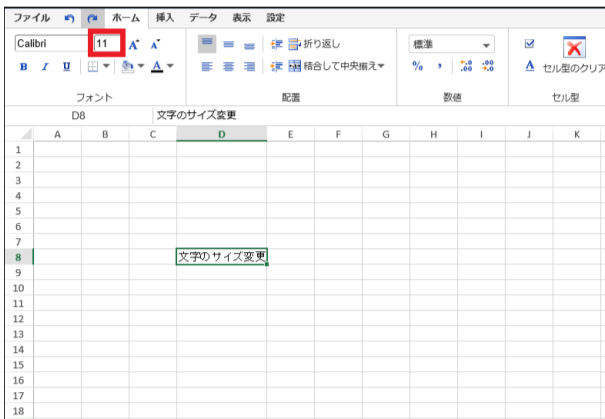 ファイル ホーム 挿入 データ 表示 設定
Calibri 11 A A 折り返し 標準
B I U A 結合して中央揃え % , .00 .00 A セル型のクリア
フォント 配置 数値 セル型
D8 文字のサイズ変更
A B C D E F G H I J K
1
2
3
4
5
6
7
8 文字のサイズ変更
9
10
11
12
13
14
15
16
17
18